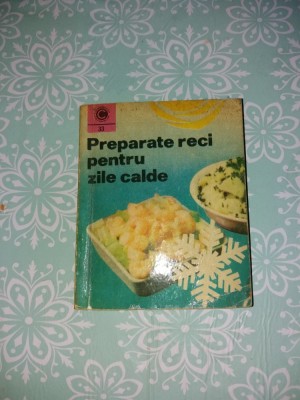 Preparate reci
pentru
zile calde